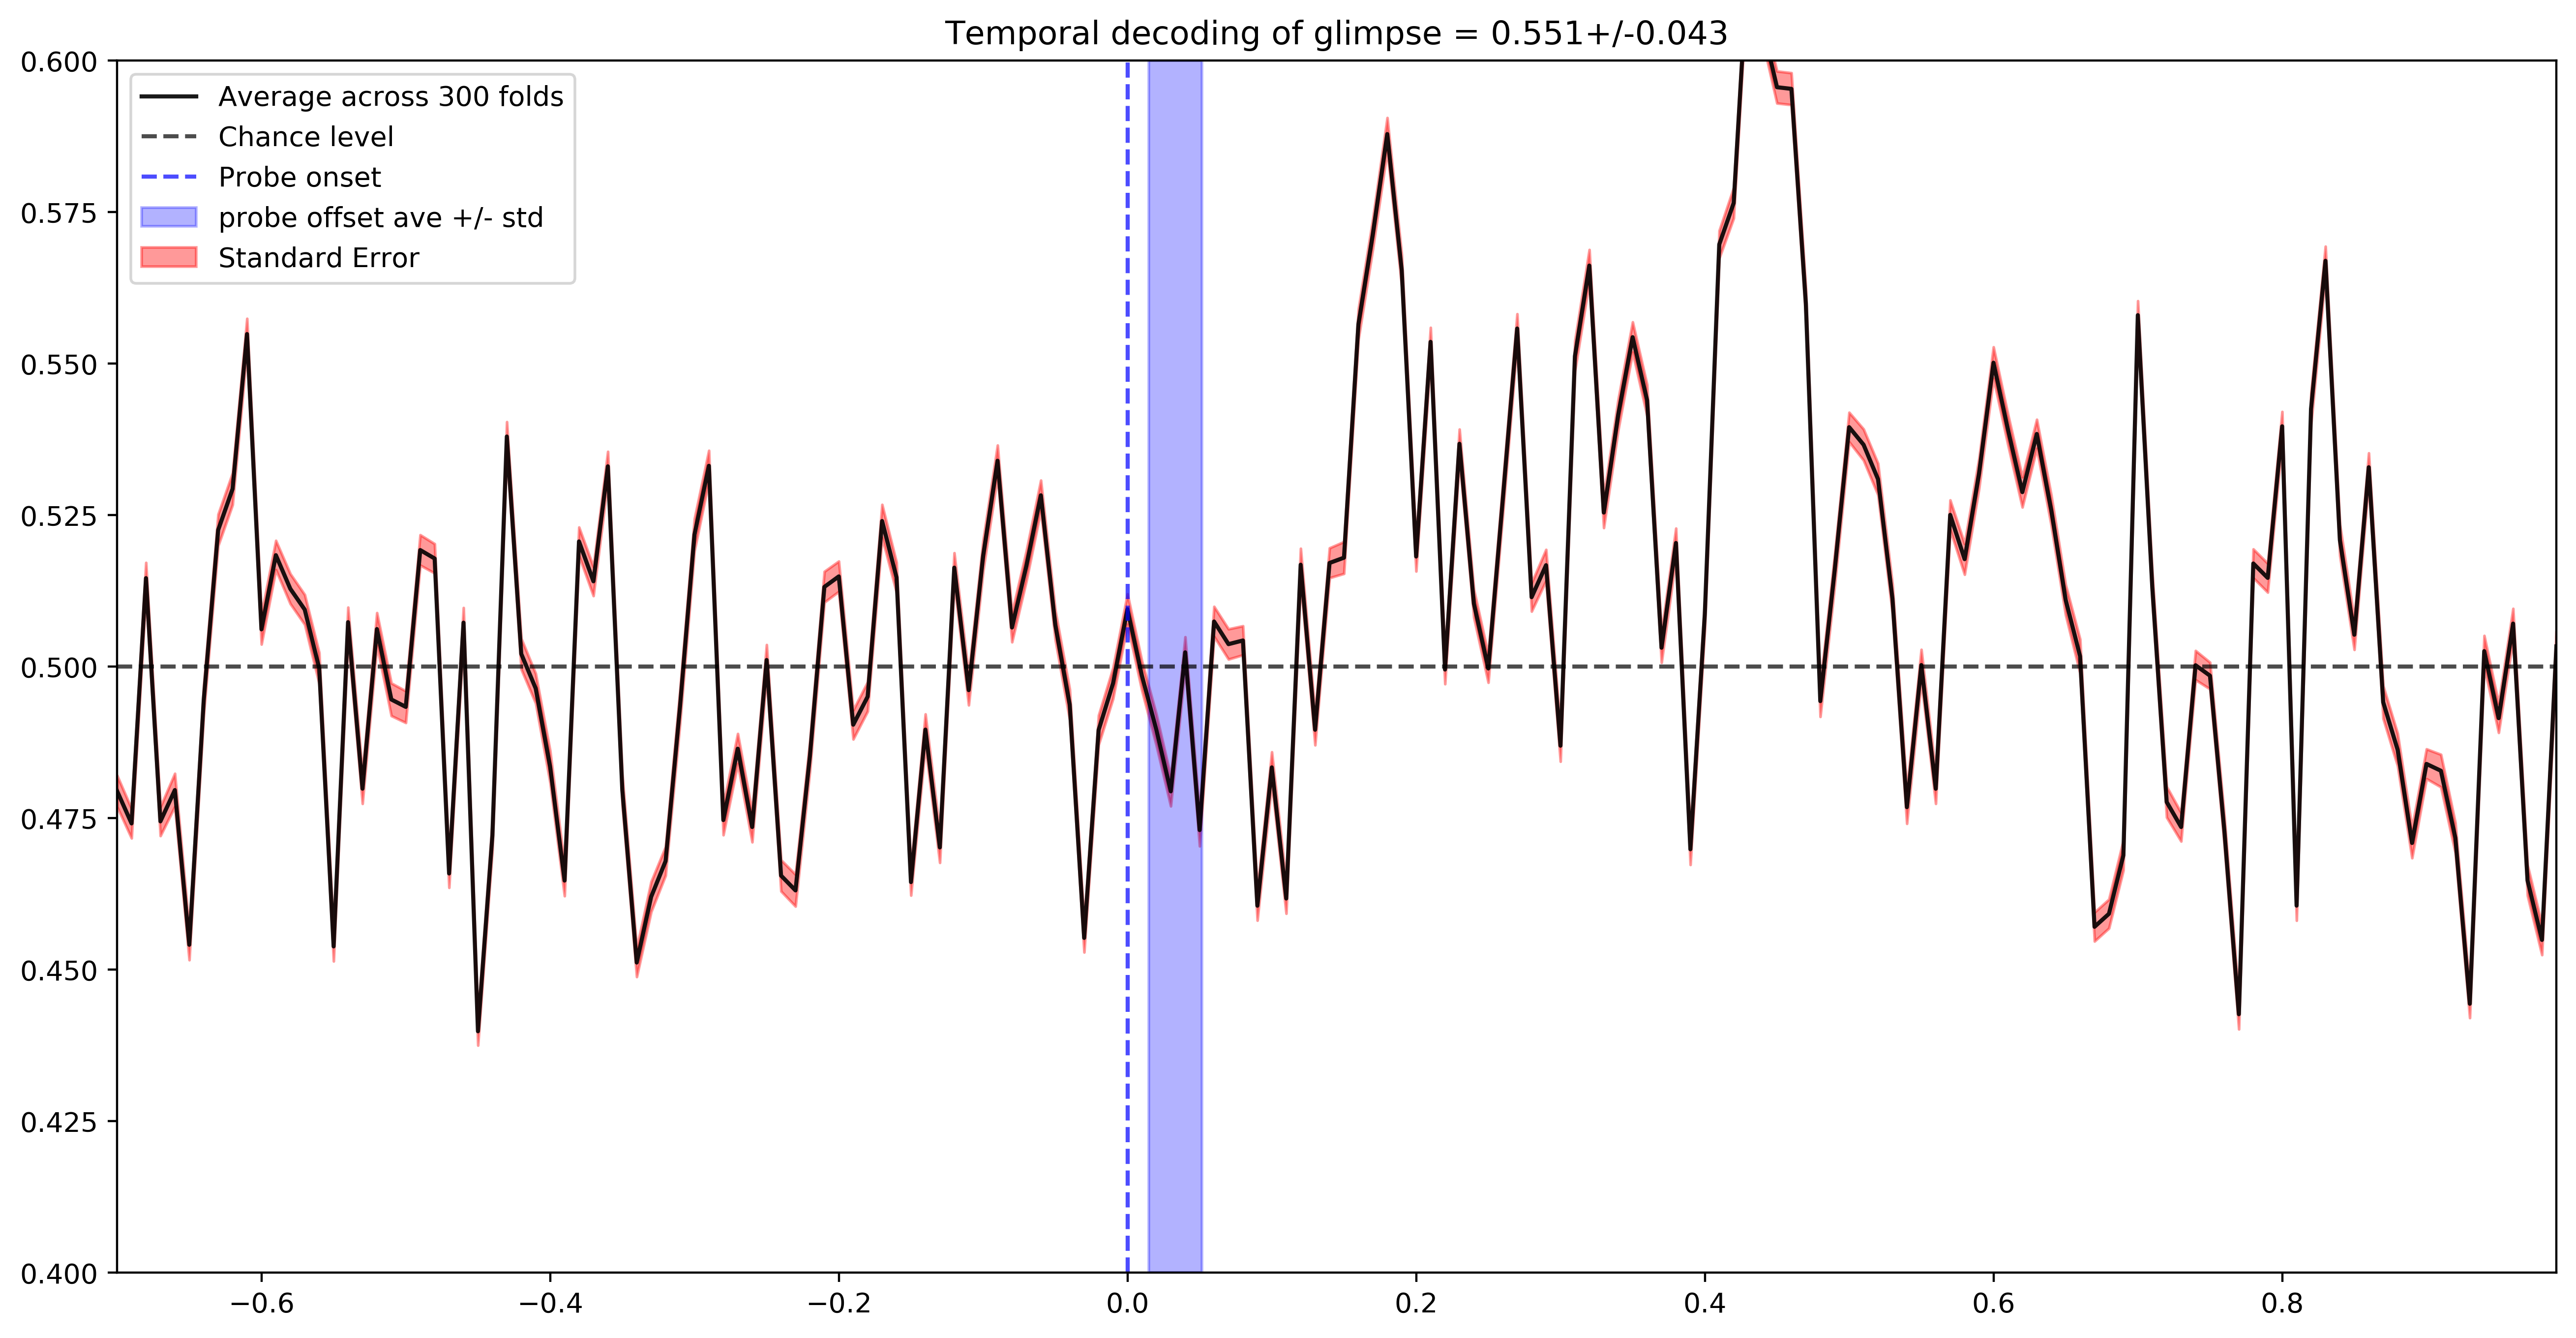 Temporal decoding of glimpse = 0.551+/-0.043
0.600
0.575
0.550
0.525
0.500
0.475
0.450
0.425
0.400
Average across 300 folds
Chance level
Probe onset
probe offset ave +/- std
Standard Error
−0.6
−0.4
−0.2
0.0
0.2
0.4
0.6
0.8